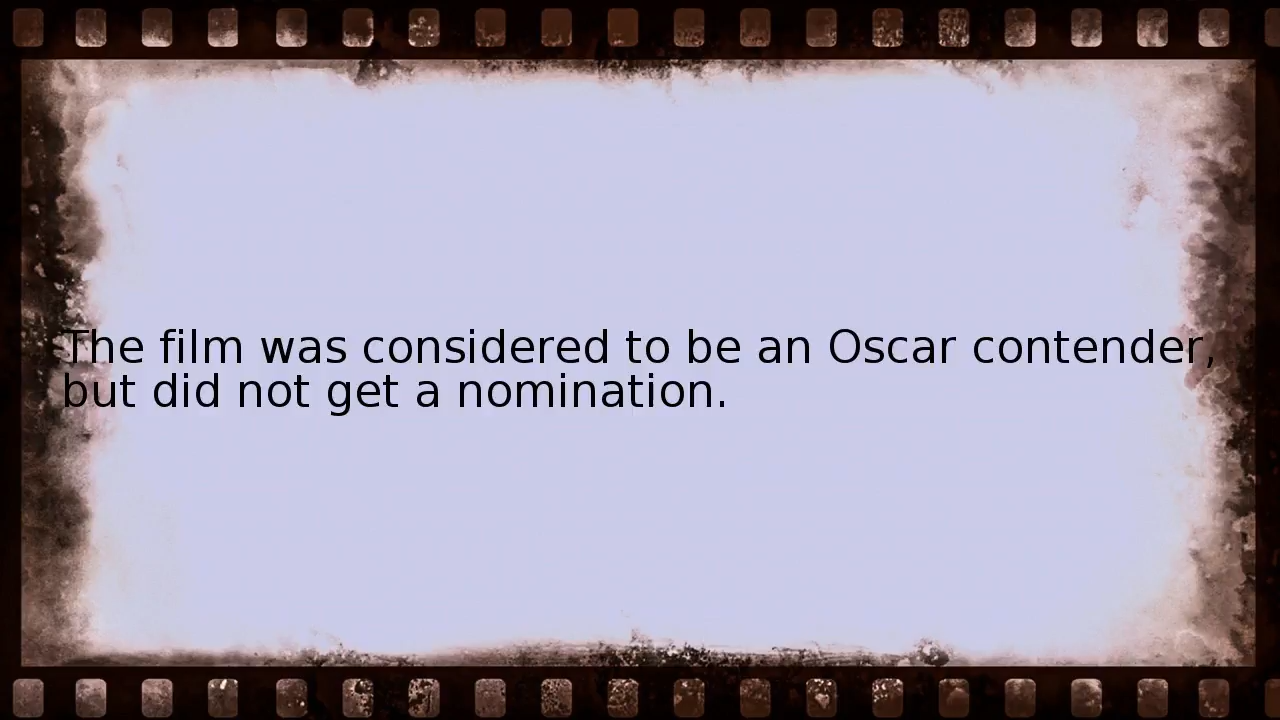 The film was considered to be an Oscar contender,
but did not get a nomination.